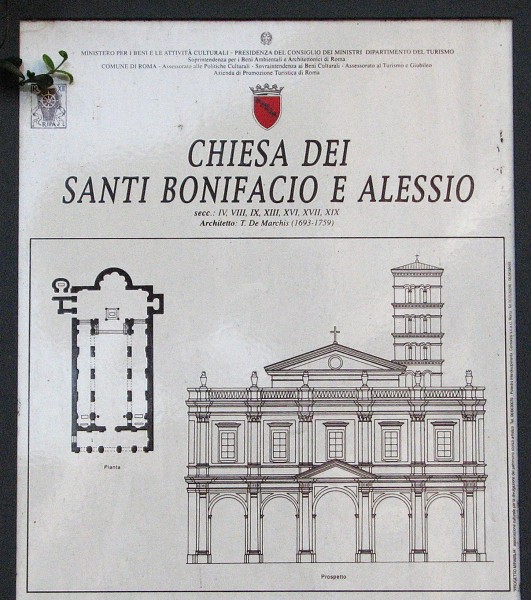 MINISTERO PER I BENI E LE ATTIVITÀ CULTURALI - PRESIDENZA DEL CONSIGLIO DEI MINISTRI DIPARTIMENTO DEL TURISMO
Soprintendenza per i Beni Ambientali e Architettonici di Roma
COMUNE DI ROMA - Assessorato alle Politiche Culturali - Sovraintendenza ai Beni Culturali - Assessorato al Turismo e Giubileo
Azienda di Promozione Turistica di Roma
RIPA
CHIESA DEI
SANTI BONIFACIO E ALESSIO
secc.: IV, VIII, IX, XIII, XVI, XVII, XIX
Architetto: T. De Marchis (1693-1759)
Pianta
Prospetto